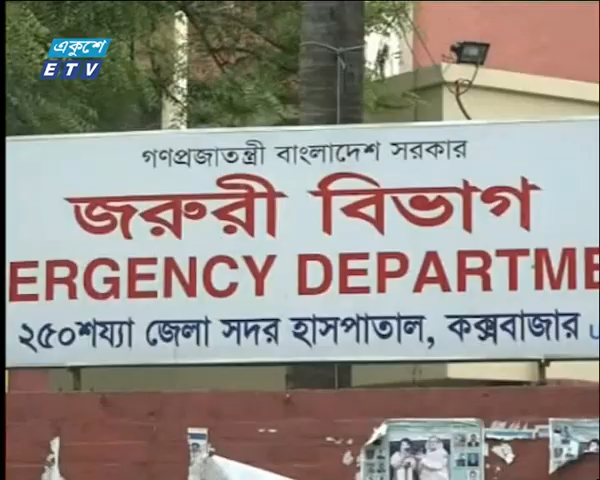 একুশে
ETV
গণপ্রজাতন্ত্রী বাংলাদেশ সরকার
জরুরী বিভাগ
ERGENCY DEPARTME
২৫০শয্যা জেলা সদর হাসপাতাল, কক্সবাজার